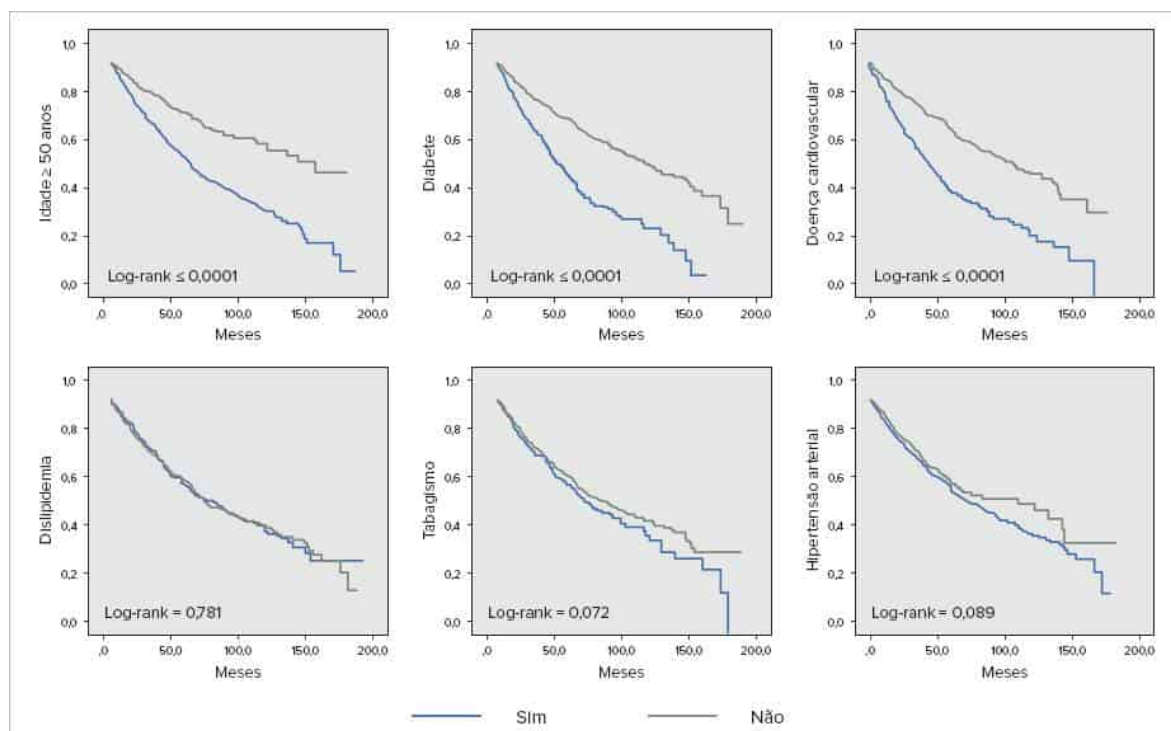 1,0
0,8
0,6
0,4
0,2
0,0
Idade ≥ 50 anos
Log-rank ≤ 0,0001
,0 50,0 100,0 150,0 200,0
Meses
1,0
0,8
0,6
0,4
0,2
0,0
Diabete
Log-rank ≤ 0,0001
,0 50,0 100,0 150,0 200,0
Meses
1,0
0,8
0,6
0,4
0,2
0,0
Doença cardiovascular
Log-rank ≤ 0,0001
,0 50,0 100,0 150,0 200,0
Meses
1,0
0,8
0,6
0,4
0,2
0,0
Dislipidemia
Log-rank = 0,781
,0 50,0 100,0 150,0 200,0
Meses
1,0
0,8
0,6
0,4
0,2
0,0
Tabagismo
Log-rank = 0,072
,0 50,0 100,0 150,0 200,0
Meses
1,0
0,8
0,6
0,4
0,2
0,0
Hipertensão arterial
Log-rank = 0,089
,0 50,0 100,0 150,0 200,0
Meses
Sim Não